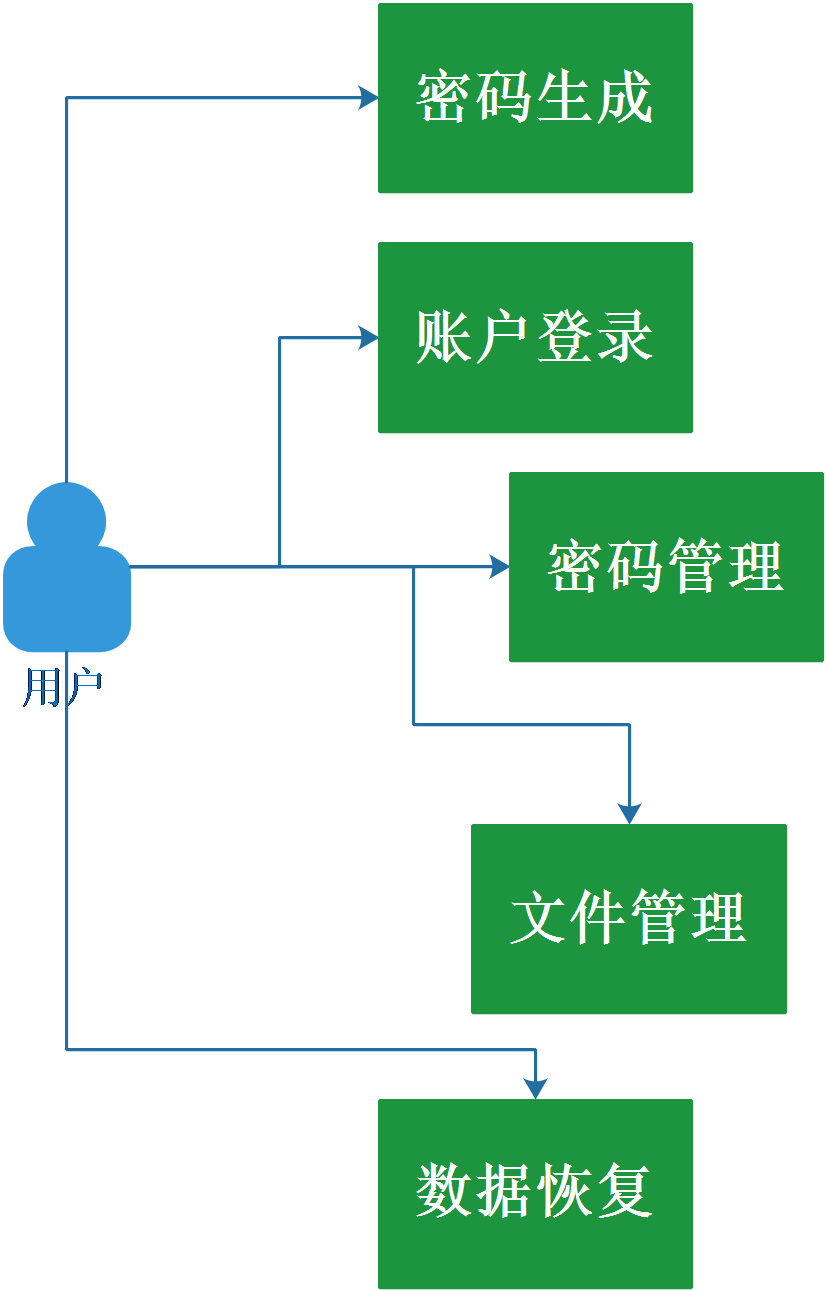 密码生成
账户登录
密码管理
用户
文件管理
数据恢复